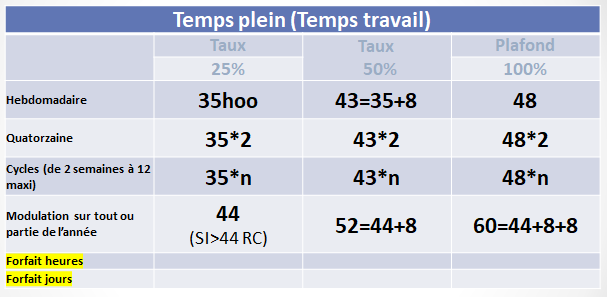 Temps plein (Temps travail)
Taux Taux Plafond
25% 50% 100%
Hebdomadaire 35hoo 43=35+8 48
Quatorzaine 35*2 43*2 48*2
Cycles (de 2 semaines à 12
maxi) 35*n 43*n 48*n
Modulation sur tout ou
partie de l'année 44 52=44+8 60=44+8+8
(SI>44 RC)
Forfait heures
Forfait jours